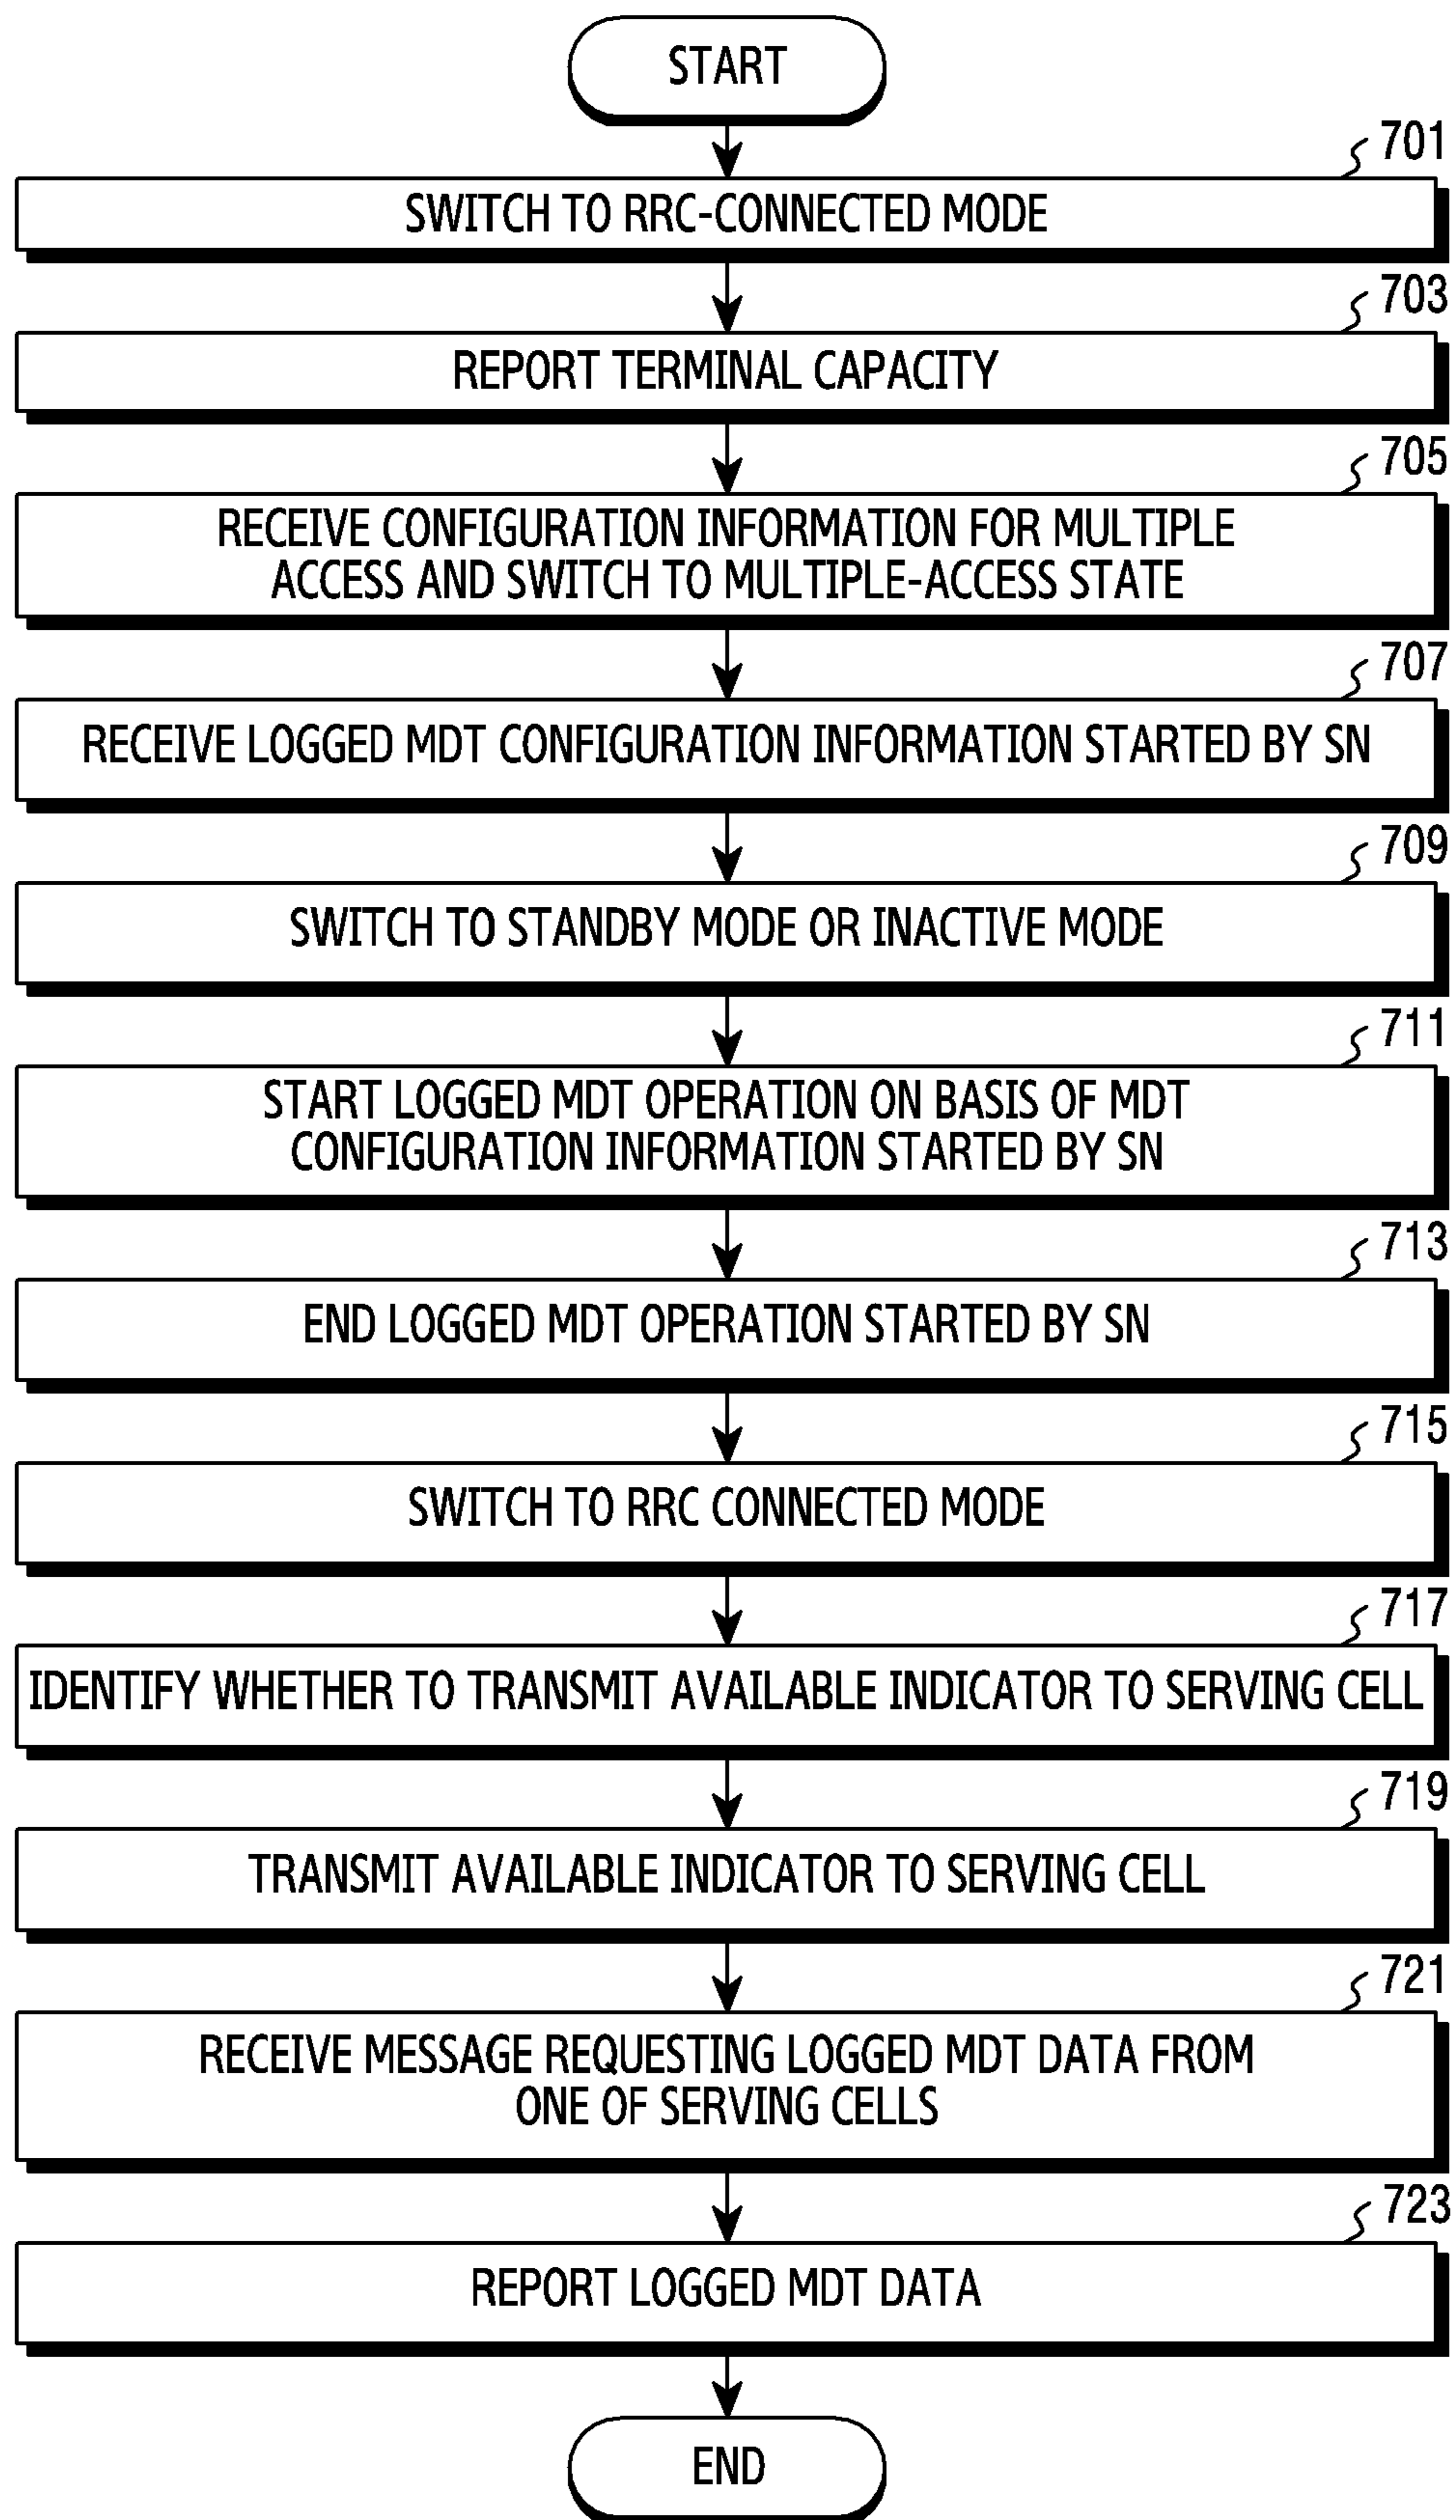 START
701
SWITCH TO RRC-CONNECTED MODE
703
REPORT TERMINAL CAPACITY
705
RECEIVE CONFIGURATION INFORMATION FOR MULTIPLE
ACCESS AND SWITCH TO MULTIPLE-ACCESS STATE
707
RECEIVE LOGGED MDT CONFIGURATION INFORMATION STARTED BY SN
709
SWITCH TO STANDBY MODE OR INACTIVE MODE
711
START LOGGED MDT OPERATION ON BASIS OF MDT
CONFIGURATION INFORMATION STARTED BY SN
713
END LOGGED MDT OPERATION STARTED BY SN
715
SWITCH TO RRC CONNECTED MODE
717
IDENTIFY WHETHER TO TRANSMIT AVAILABLE INDICATOR TO SERVING CELL
719
TRANSMIT AVAILABLE INDICATOR TO SERVING CELL
721
RECEIVE MESSAGE REQUESTING LOGGED MDT DATA FROM
ONE OF SERVING CELLS
723
REPORT LOGGED MDT DATA
END